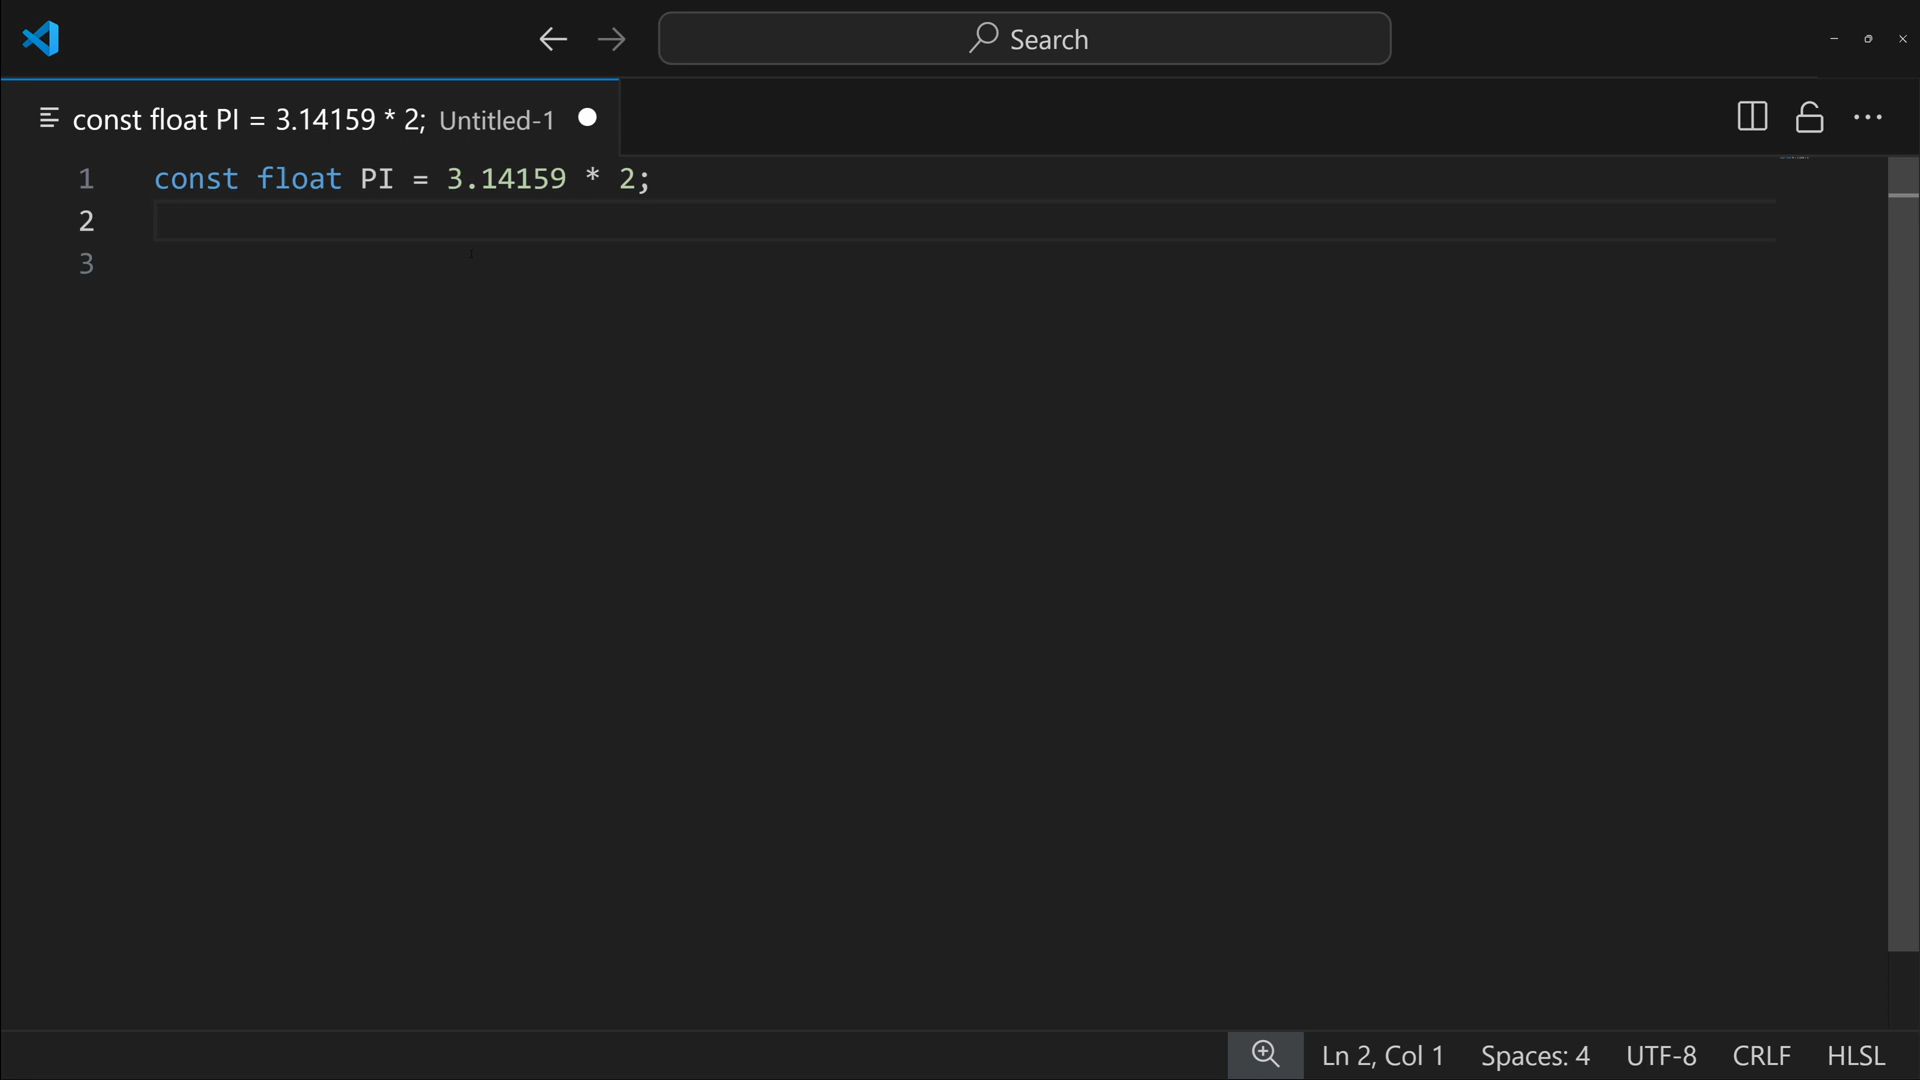 Search
const float PI = 3.14159 * 2; Untitled-1
1 const float PI = 3.14159 * 2;
2
3
Ln 2, Col 1 Spaces: 4 UTF-8 CRLF HLSL